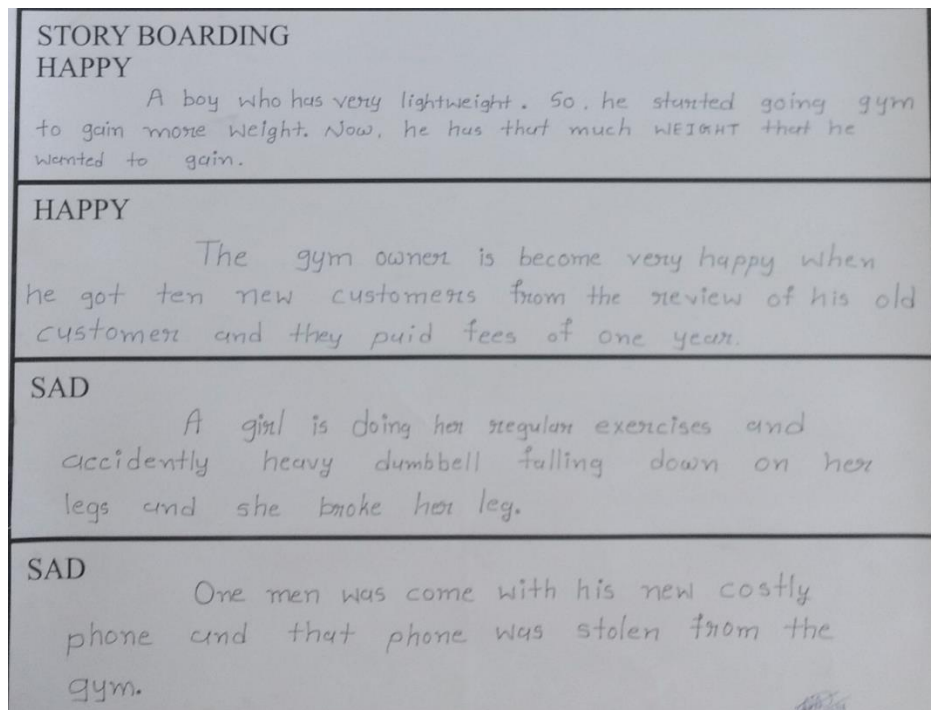 STORY BOARDING
HAPPY
A boy who has very lightweight. So, he started going gym
to gain more weight. Now, he has that much WEIGHT that he
wanted to gain.
HAPPY
The gym owner is become very happy when
he got ten new customers from the review of his old
customer and they paid fees of one year.
SAD
A girl is doing her regular exercises and
accidently heavy dumbbell falling down on her
legs and she broke her leg.
SAD
One men was come with his new costly
phone and that phone was stolen from the
gym.